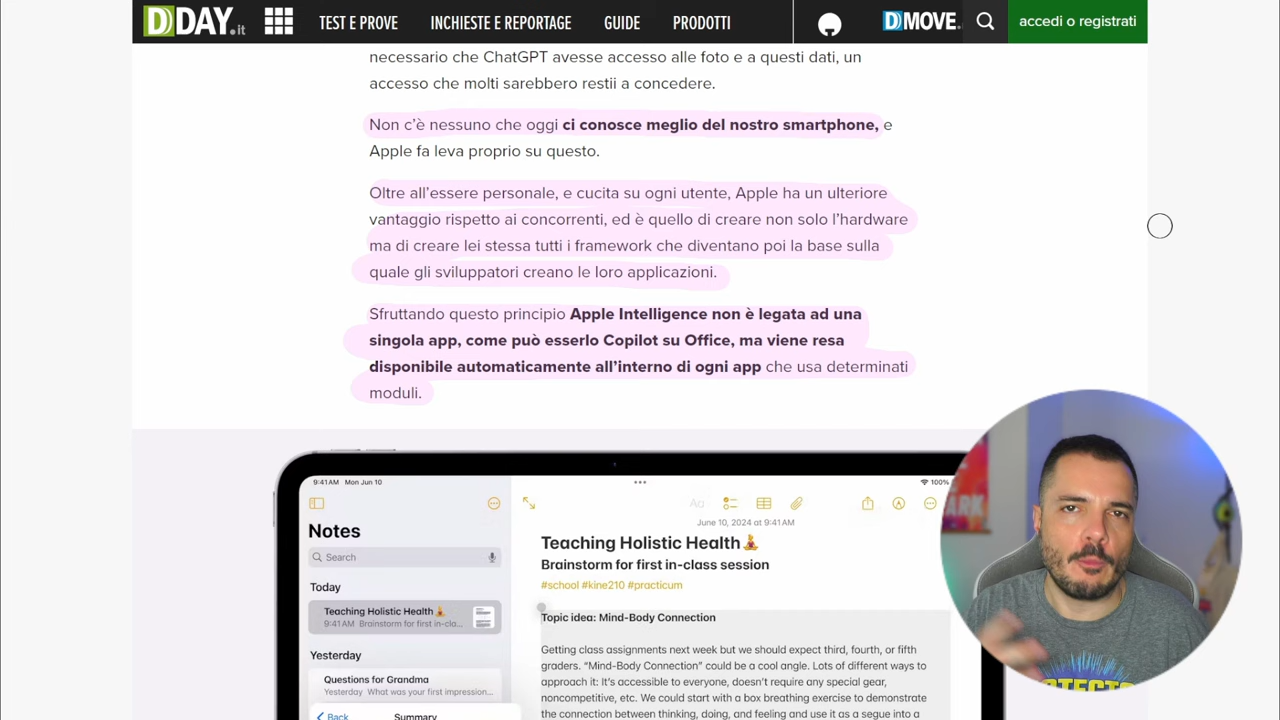 DDAY.it
TEST E PROVE
INCHIESTE E REPORTAGE
GUIDE
PRODOTTI
DMOVE.
accedi o registrati
necessario che ChatGPT avesse accesso alle foto e a questi dati, un
accesso che molti sarebbero restii a concedere.
Non c'è nessuno che oggi ci conosce meglio del nostro smartphone, e
Apple fa leva proprio su questo.
Oltre all'essere personale, e cucita su ogni utente, Apple ha un ulteriore
vantaggio rispetto ai concorrenti, ed è quello di creare non solo l'hardware
ma di creare lei stessa tutti i framework che diventano poi la base sulla
quale gli sviluppatori creano le loro applicazioni.
Sfruttando questo principio Apple Intelligence non è legata ad una
singola app, come può esserlo Copilot su Office, ma viene resa
disponibile automaticamente all'interno di ogni app che usa determinati
moduli.
9:41AM Mon Jun 10
100%
Notes
Search
Today
Teaching Holistic Health
9:41AM Brainstorm for first in-cla...
Yesterday
Questions for Grandma
Yesterday What was your first impression...
Back
Summary
Aa
June 10, 2024 at 9:41AM
Teaching Holistic Health
Brainstorm for first in-class session
#school #kine210 #practicum
Topic idea: Mind-Body Connection
Getting class assignments next week but we should expect third, fourth, or fifth
graders. "Mind-Body Connection" could be a cool angle. Lots of different ways to
approach it: It's accessible to everyone, doesn't require any special gear,
noncompetitive, etc. We could start with a box breathing exercise to demonstrate
the connection between thinking, doing, and feeling and use it as a segue into a